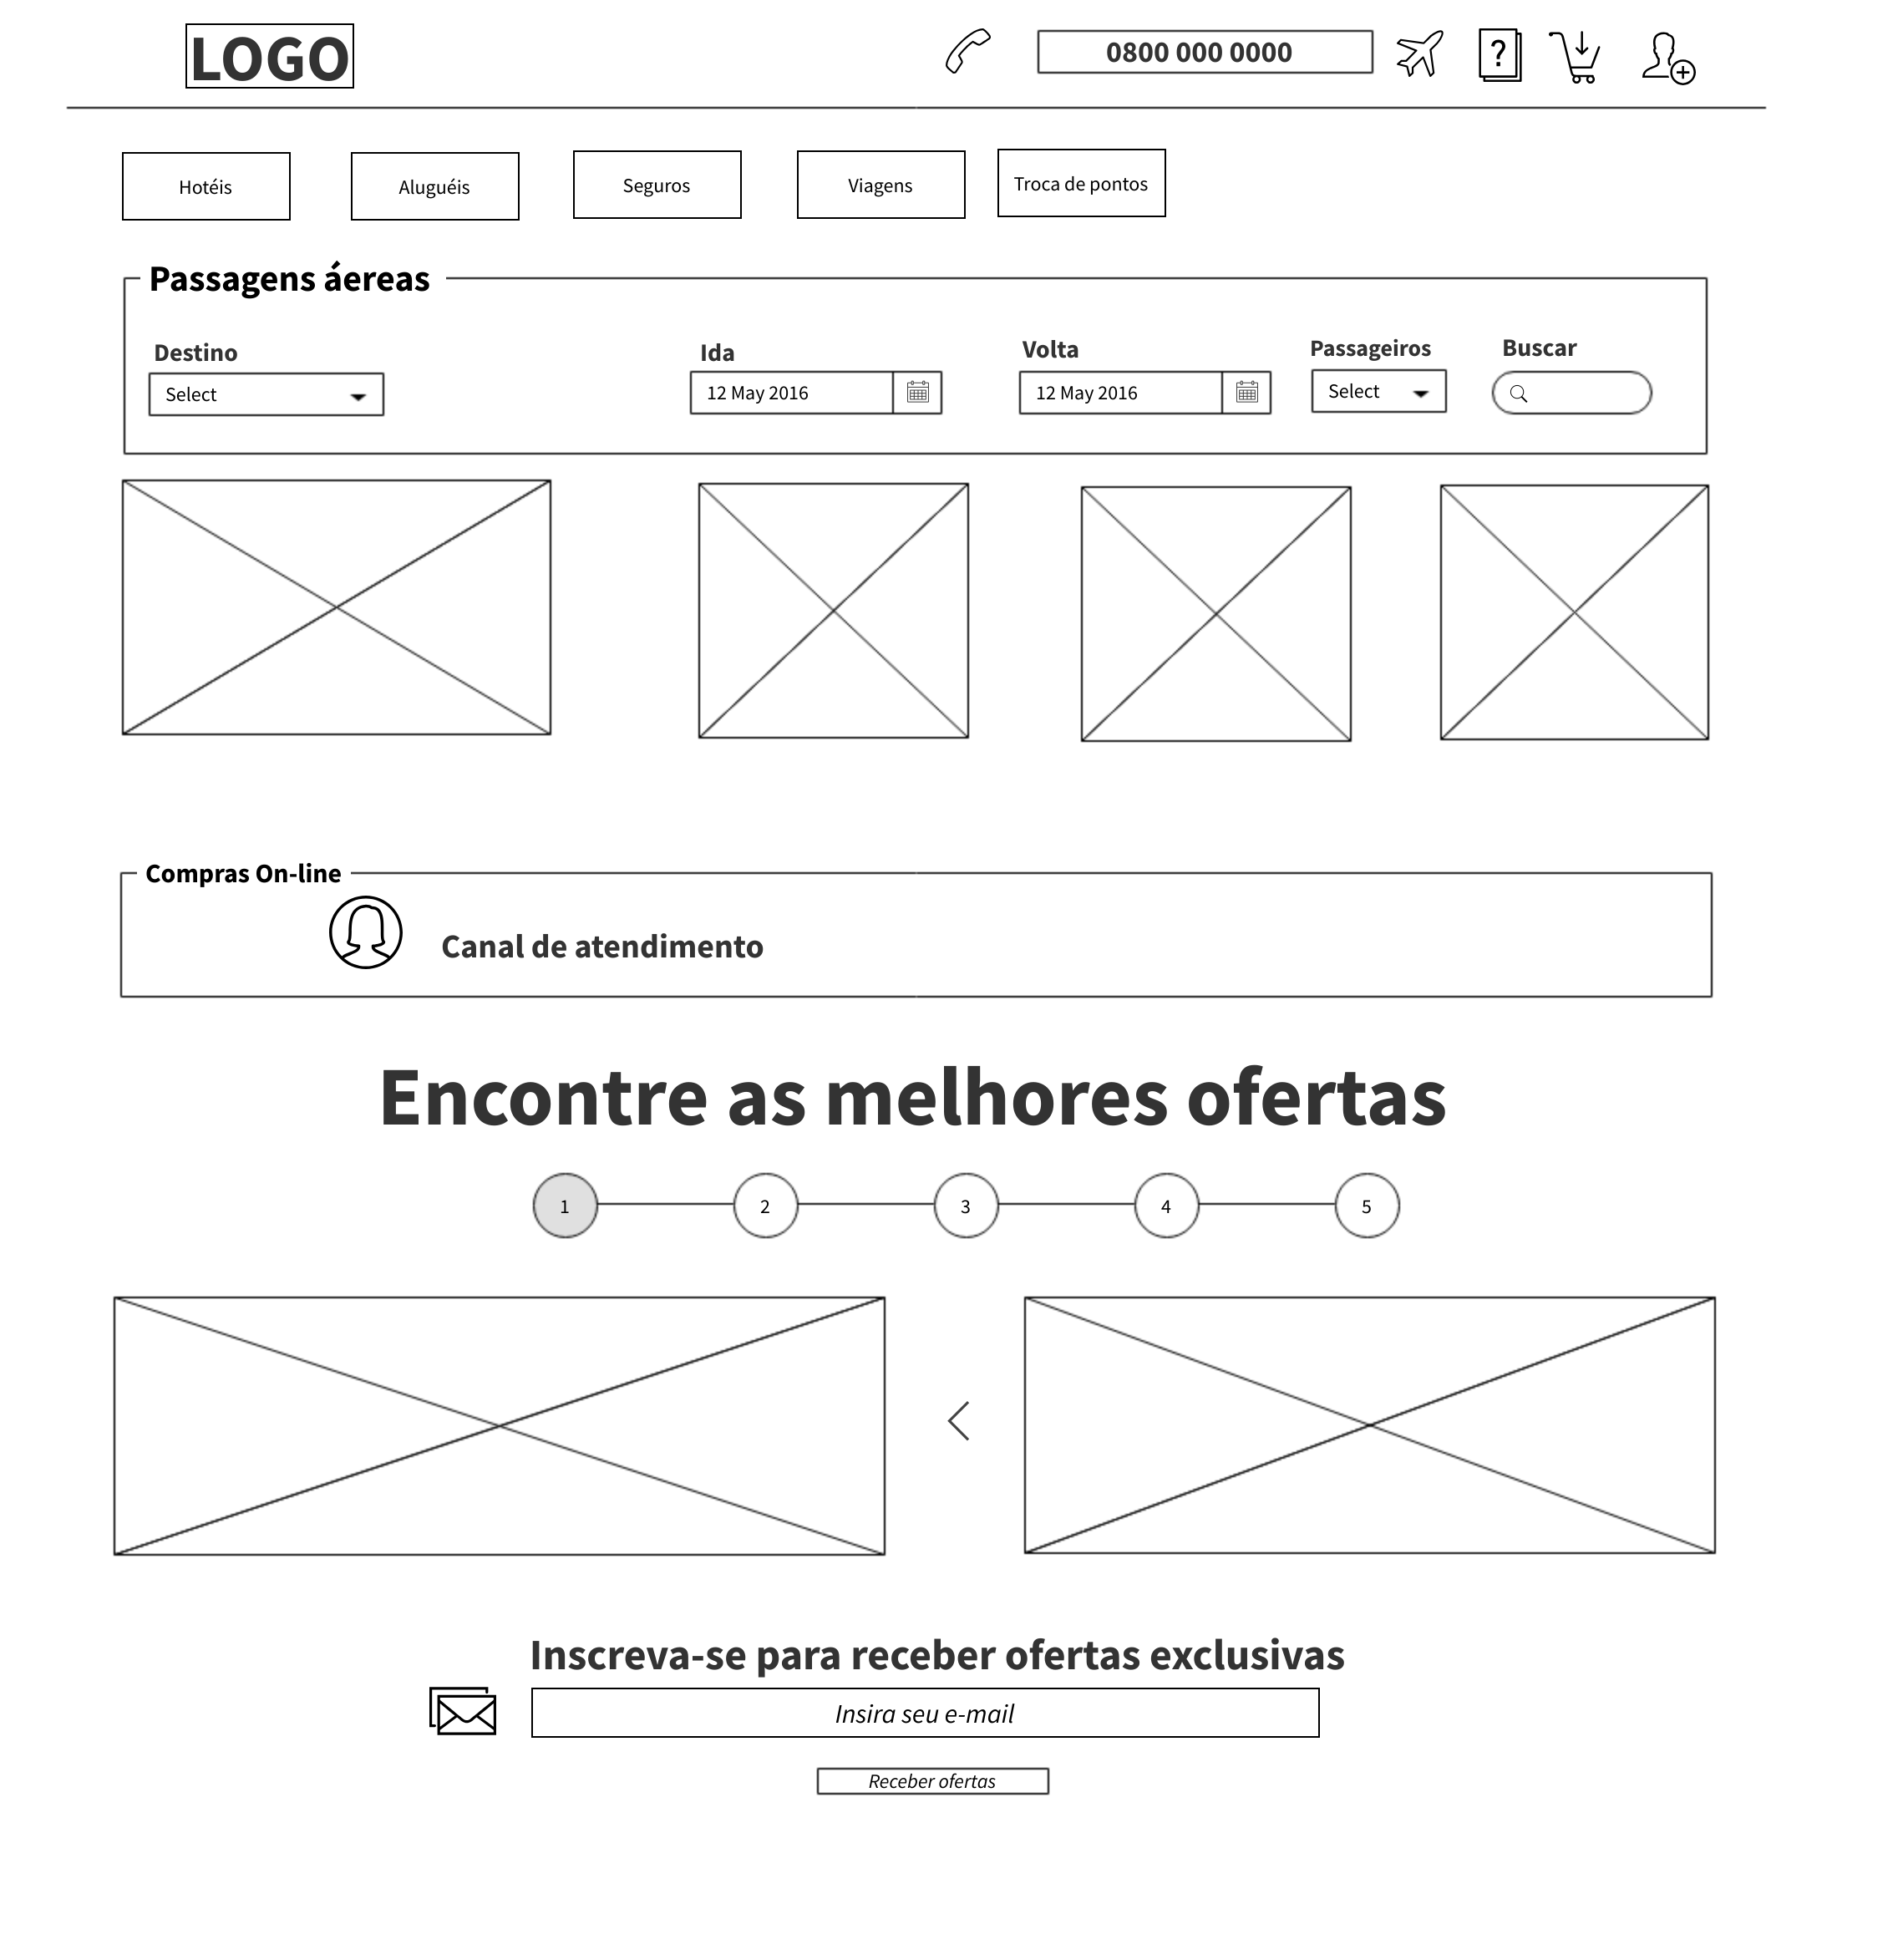 LOGO
0800 000 0000
?
Hotéis
Aluguéis
Seguros
Viagens
Troca de pontos
Passagens áereas
Destino
Ida
Volta
Passageiros
Buscar
Select
12 May 2016
12 May 2016
Select
Compras On-line
Canal de atendimento
Encontre as melhores ofertas
1
2
3
4
5
Inscreva-se para receber ofertas exclusivas
Insira seu e-mail
Receber ofertas